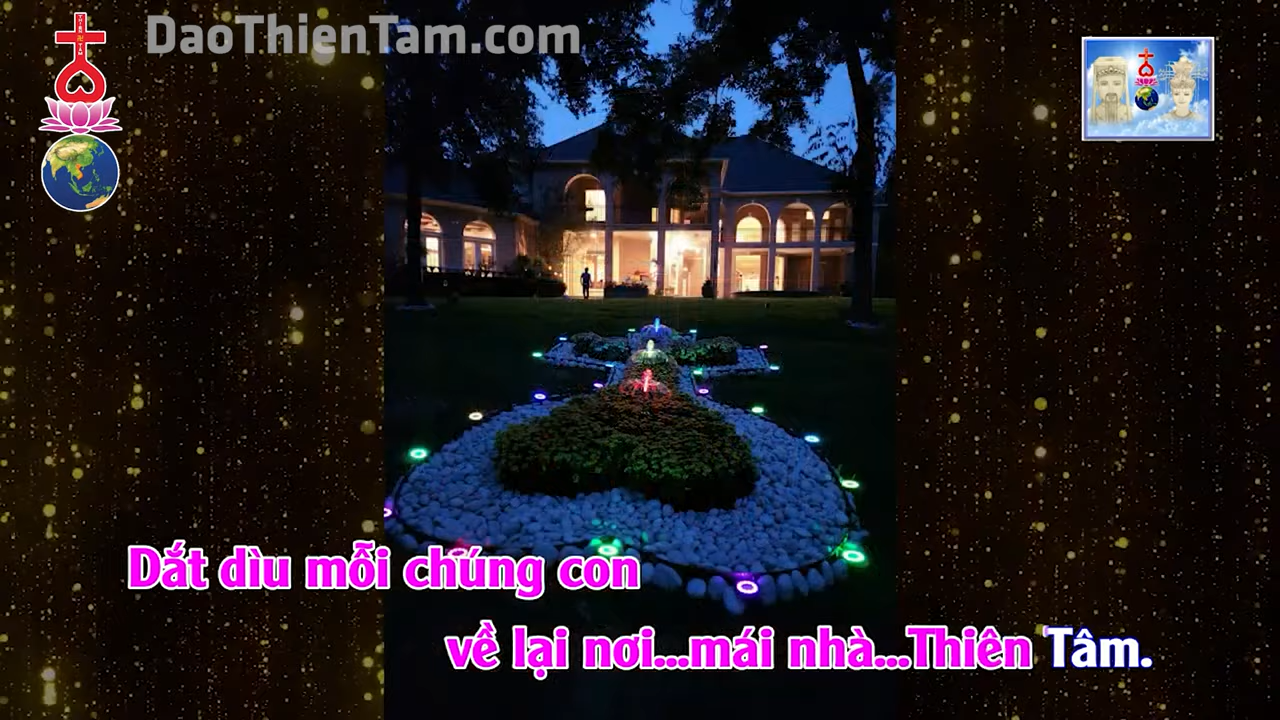 DaoThienTam.com
Dắt dìu mỗi chúng con
về lại nơi...mái nhà...Thiên Tâm.